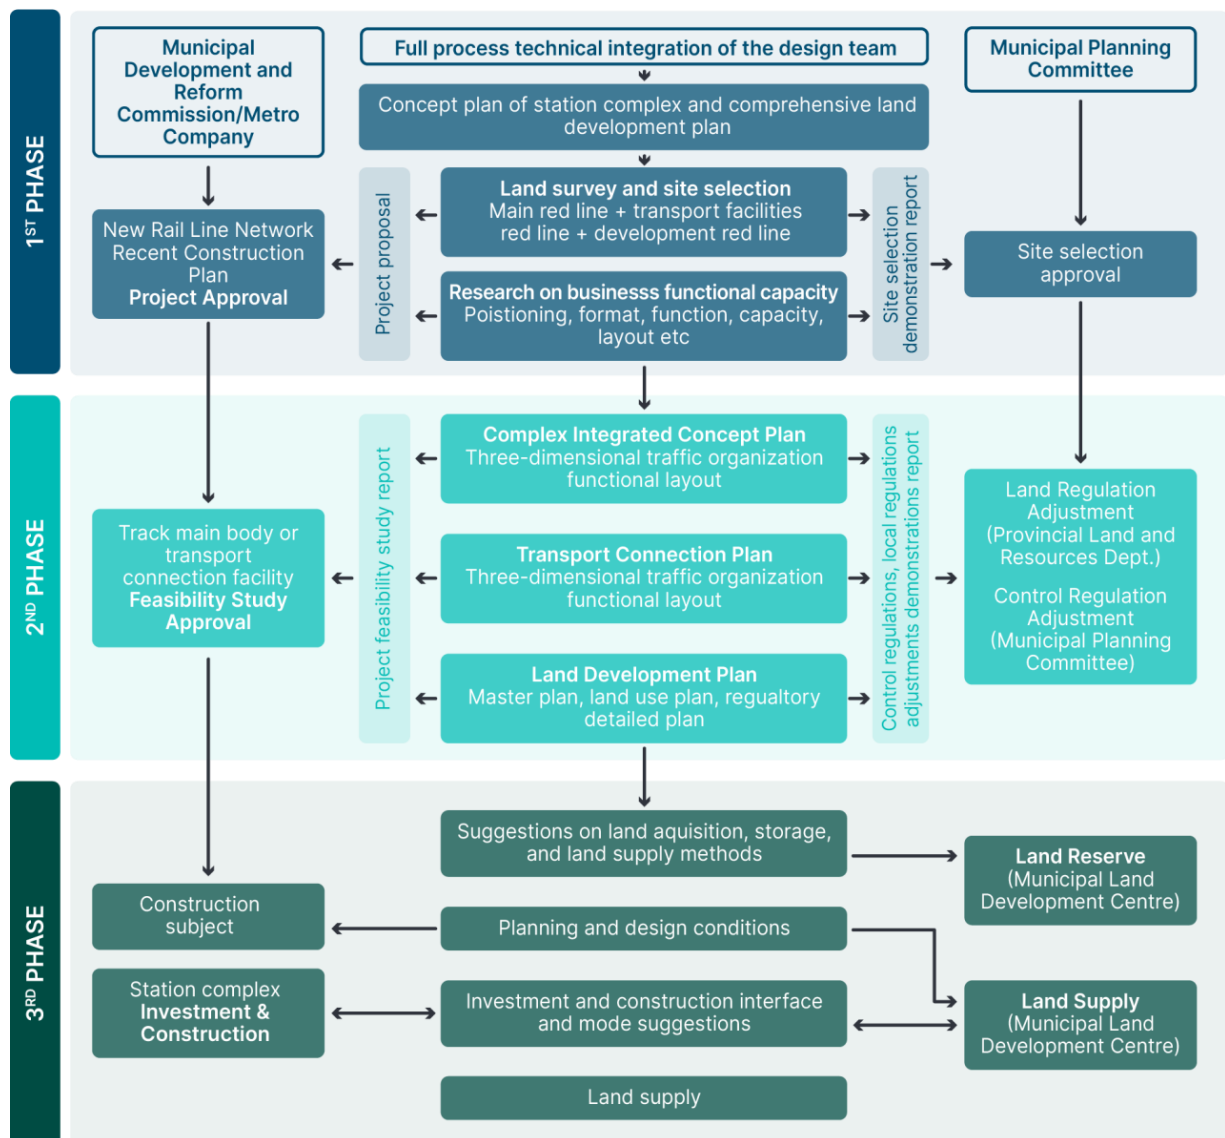 1ST PHASE
Municipal
Development and
Reform
Commission/Metro
Company
Full process technical integration of the design team
Municipal Planning
Committee
Concept plan of station complex and comprehensive land
development plan
Project proposal
Land survey and site selection
Main red line + transport facilities
red line + development red line
Site selection
demonstration report
New Rail Line Network
Recent Construction
Plan
Project Approval
Site selection
approval
Research on businesss functional capacity
Poistioning, format, function, capacity,
layout etc
2ND PHASE
Project feasibility study report
Complex Integrated Concept Plan
Three-dimensional traffic organization
functional layout
Control regulations, local regulations
adjustments demonstrations report
Track main body or
transport
connection facility
Feasibility Study
Approval
Transport Connection Plan
Three-dimensional traffic organization
functional layout
Land Regulation
Adjustment
(Provincial Land and
Resources Dept.)
Control Regulation
Adjustment
(Municipal Planning
Committee)
Land Development Plan
Master plan, land use plan, regualtory
detailed plan
3RD PHASE
Suggestions on land aquisition, storage,
and land supply methods
Land Reserve
(Municipal Land
Development Centre)
Construction
subject
Planning and design conditions
Station complex
Investment &
Construction
Investment and construction interface
and mode suggestions
Land Supply
(Municipal Land
Development Centre)
Land supply